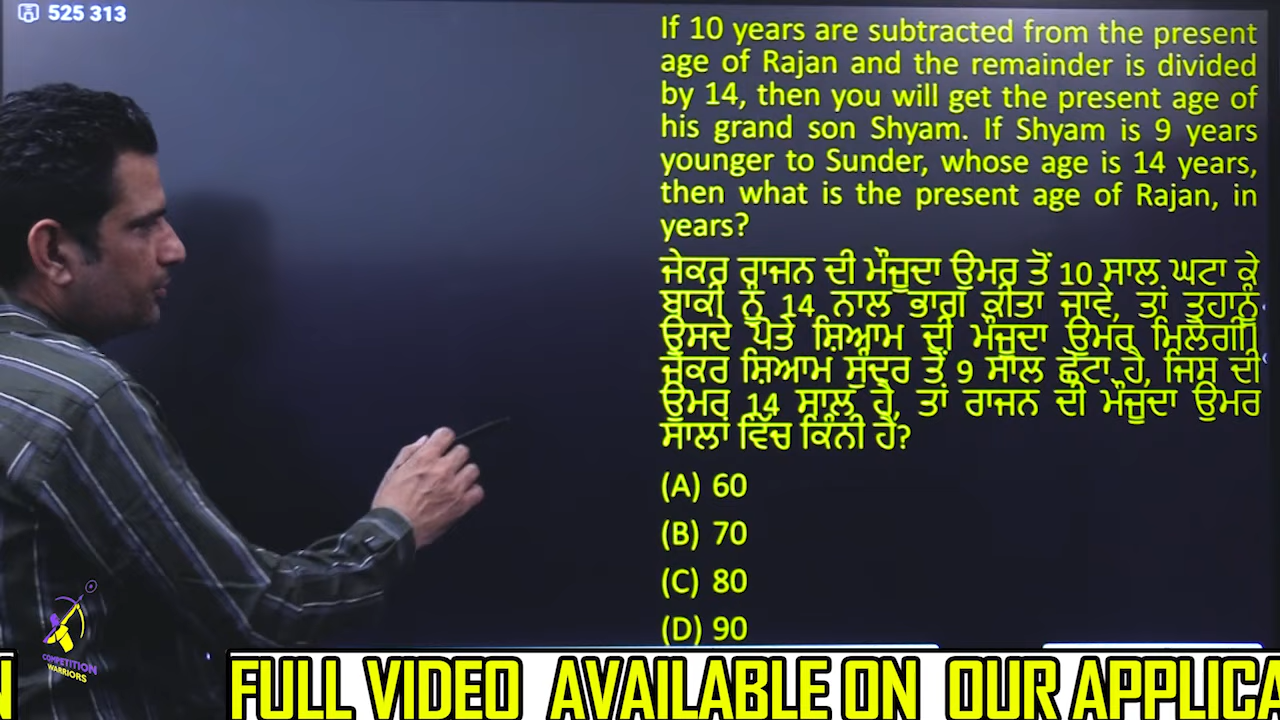 525 313
If 10 years are subtracted from the present
age of Rajan and the remainder is divided
by 14, then you will get the present age of
his grand son Shyam. If Shyam is 9 years
younger to Sunder, whose age is 14 years,
then what is the present age of Rajan, in
years?
ਜੇਕਰ ਰਾਜਨ ਦੀ ਮੌਜੂਦਾ ਉਮਰ ਤੋਂ 10 ਸਾਲ ਘਟਾ ਕੇ
ਬਾਕੀ ਨੂੰ 14 ਨਾਲ ਭਾਗ ਕੀਤਾ ਜਾਵੇ, ਤਾਂ ਤੁਹਾਨੂੰ
ਉਸਦੇ ਪੋਤੇ ਸ਼ਿਆਮ ਦੀ ਮੌਜੂਦਾ ਉਮਰ ਮਿਲੇਗੀ।
ਜੇਕਰ ਸ਼ਿਆਮ ਸੁੰਦਰ ਤੋਂ 9 ਸਾਲ ਛੋਟਾ ਹੈ, ਜਿਸ ਦੀ
ਉਮਰ 14 ਸਾਲ ਹੈ, ਤਾਂ ਰਾਜਨ ਦੀ ਮੌਜੂਦਾ ਉਮਰ
ਸਾਲਾਂ ਵਿੱਚ ਕਿੰਨੀ ਹੈ?
(A) 60
(B) 70
(C) 80
(D) 90
COMPETITION
WARRIORS
N FULL VIDEO AVAILABLE ON OUR APPLICA